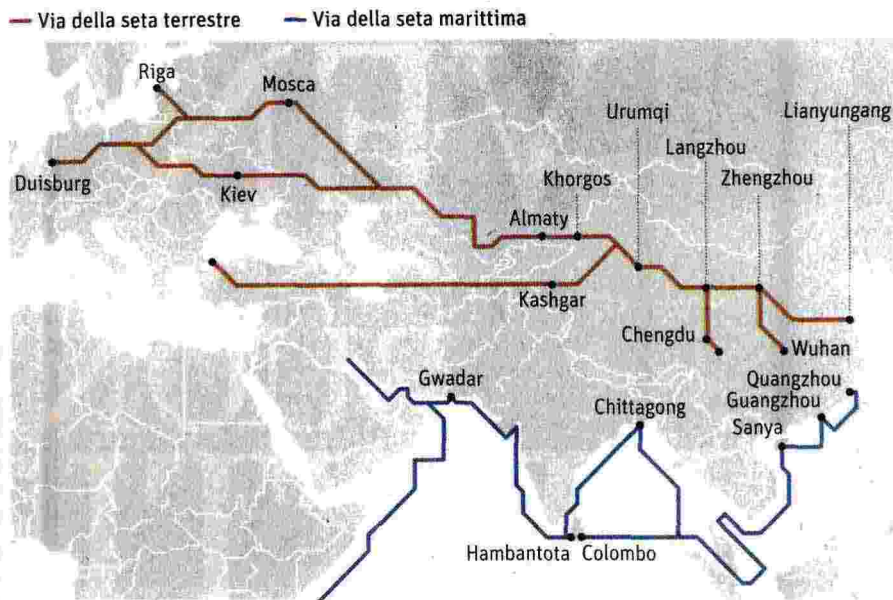 Via della seta terrestre
Via della seta marittima
Riga
Mosca
Urumqi
Lianyungang
Langzhou
Duisburg
Kiev
Khorgos
Zhengzhou
Almaty
Kashgar
Chengdu
Wuhan
Gwadar
Quangzhou
Chittagong
Guangzhou
Sanya
Hambantota
Colombo